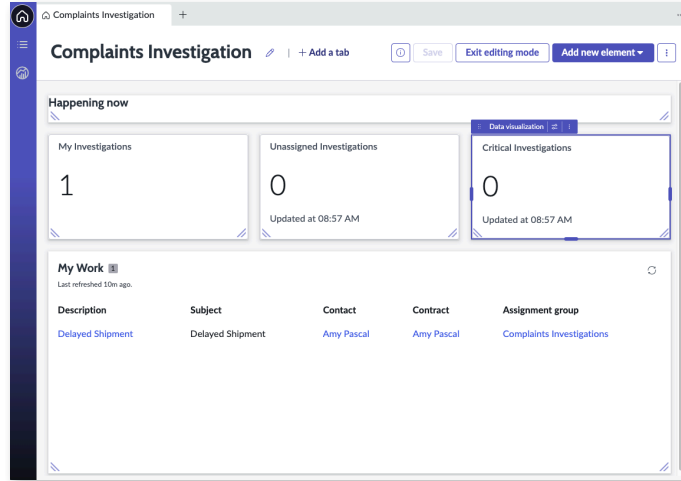 Complaints Investigation
Complaints Investigation
+ Add a tab
Save
Exit editing mode
Add new element
Happening now
Data visualization
My Investigations
1
Unassigned Investigations
0
Updated at 08:57 AM
Critical Investigations
0
Updated at 08:57 AM
My Work 1
Last refreshed 10m ago.
Description Subject Contact Contract Assignment group
Delayed Shipment Delayed Shipment Amy Pascal Amy Pascal Complaints Investigations